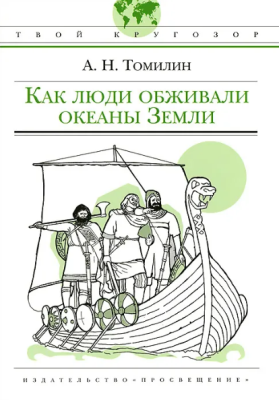 ТВОЙ КРУГОЗОР
А. Н. Томилин
Как люди обживали
океаны Земли
ИЗДАТЕЛЬСТВО «ПРОСВЕЩЕНИЕ»